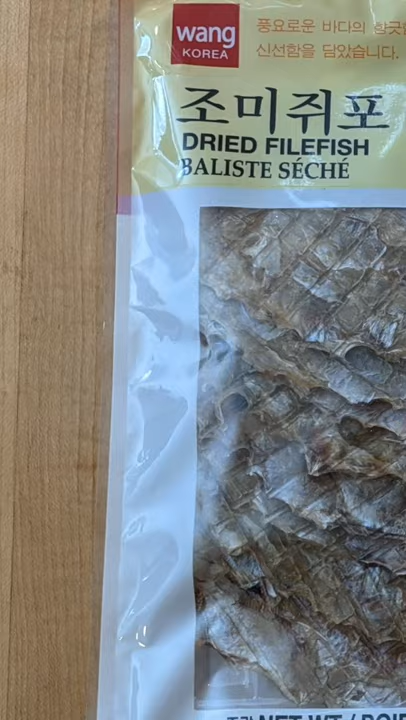 wang
KOREA
풍요로운 바다의 향긋한
신선함을 담았습니다.
조미쥐포
DRIED FILEFISH
BALISTE SÉCHÉ
NET WT /